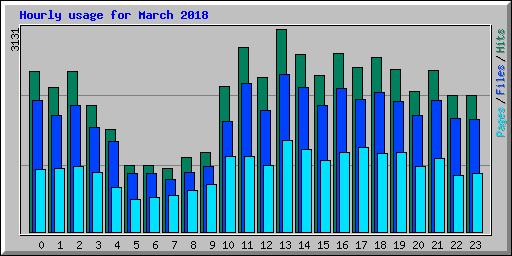 Hourly usage for March 2018
3131
Pages/Files/Hits
0 1 2 3 4 5 6 7 8 9 10 11 12 13 14 15 16 17 18 19 20 21 22 23